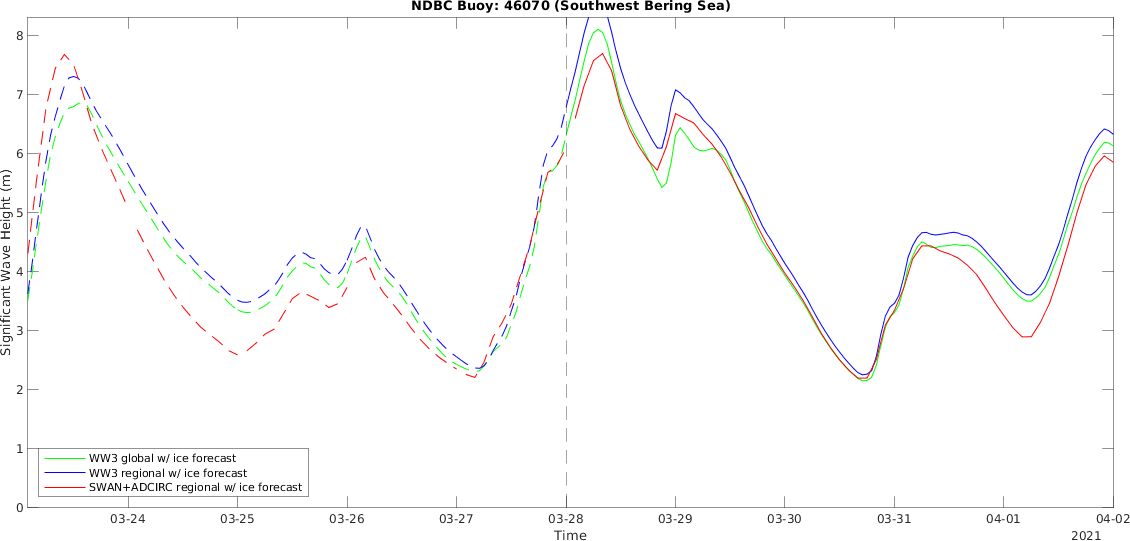 NDBC Buoy: 46070 (Southwest Bering Sea)
8
7
6
5
4
3
2
1
0
Significant Wave Height (m)
WW3 global w/ ice forecast
WW3 regional w/ ice forecast
SWAN+ADCIRC regional w/ ice forecast
03-24 03-25 03-26 03-27 03-28 03-29 03-30 03-31 04-01 04-02
Time
2021